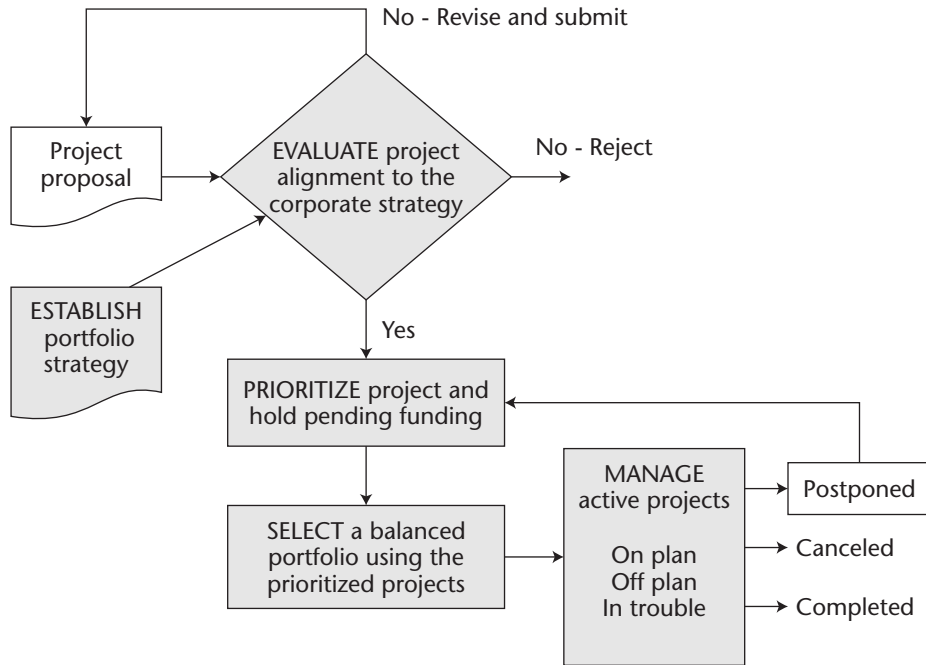 No - Revise and submit
Project
proposal
EVALUATE project
alignment to the
corporate strategy
No - Reject
ESTABLISH
portfolio
strategy
Yes
PRIORITIZE project and
hold pending funding
SELECT a balanced
portfolio using the
prioritized projects
MANAGE
active projects
On plan
Off plan
In trouble
Postponed
Canceled
Completed